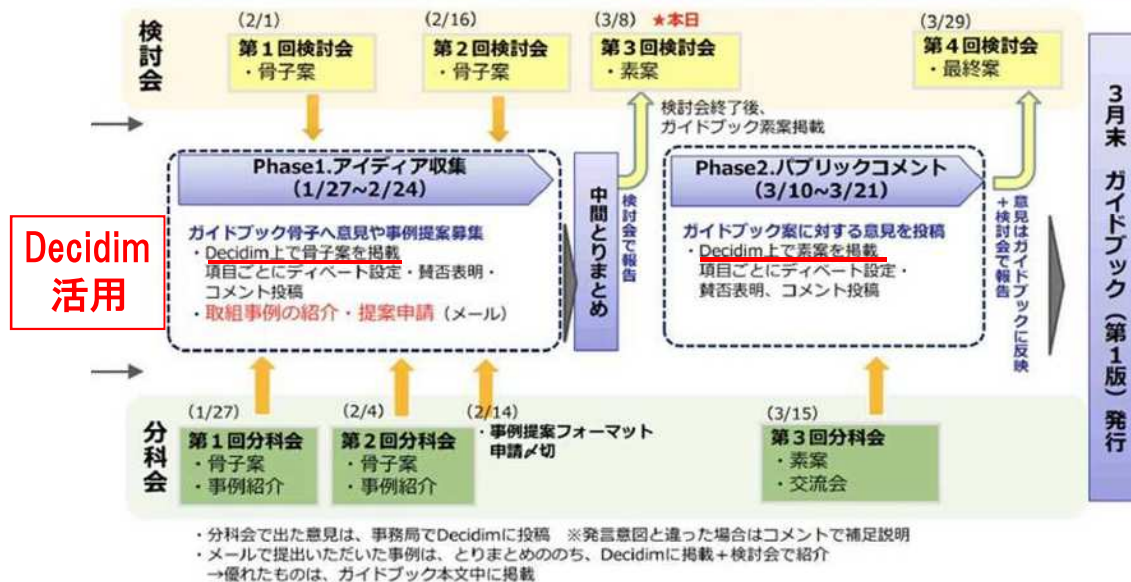 検討会
(2/1)
第1回検討会
・骨子案
(2/16)
第2回検討会
・骨子案
(3/8) ★本日
第3回検討会
・素案
(3/29)
第4回検討会
・最終案
検討会終了後、
ガイドブック素案掲載
Decidim
活用
Phase1.アイディア収集
(1/27~2/24)
ガイドブック骨子へ意見や事例提案募集
・Decidim上で骨子案を掲載
項目ごとにディベート設定・賛否表明・
コメント投稿
・取組事例の紹介・提案申請（メール）
中間とりまとめ
検討会で報告
Phase2.パブリックコメント
(3/10~3/21)
ガイドブック案に対する意見を投稿
・Decidim上で素案を掲載
項目ごとにディベート設定・
賛否表明、コメント投稿
意見はガイドブックに反映
＋検討会で報告
3月末 ガイドブック（第1版）発行
分科会
(1/27)
第1回分科会
・骨子案
・事例紹介
(2/4)
第2回分科会
・骨子案
・事例紹介
(2/14)
・事例提案フォーマット
申請〆切
(3/15)
第3回分科会
・素案
・交流会
・分科会で出た意見は、事務局でDecidimに投稿 ※発言意図と違った場合はコメントで補足説明
・メールで提出いただいた事例は、とりまとめののち、Decidimに掲載＋検討会で紹介
→優れたものは、ガイドブック本文中に掲載